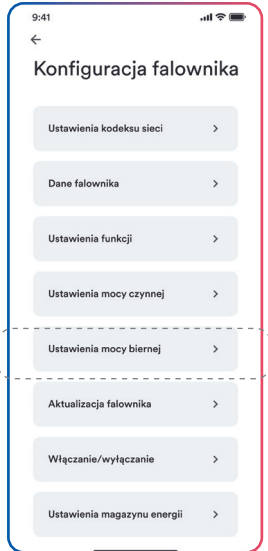 9:41
Konfiguracja falownika
Ustawienia kodeksu sieci
Dane falownika
Ustawienia funkcji
Ustawienia mocy czynnej
Ustawienia mocy biernej
Aktualizacja falownika
Włączanie/wyłączanie
Ustawienia magazynu energii